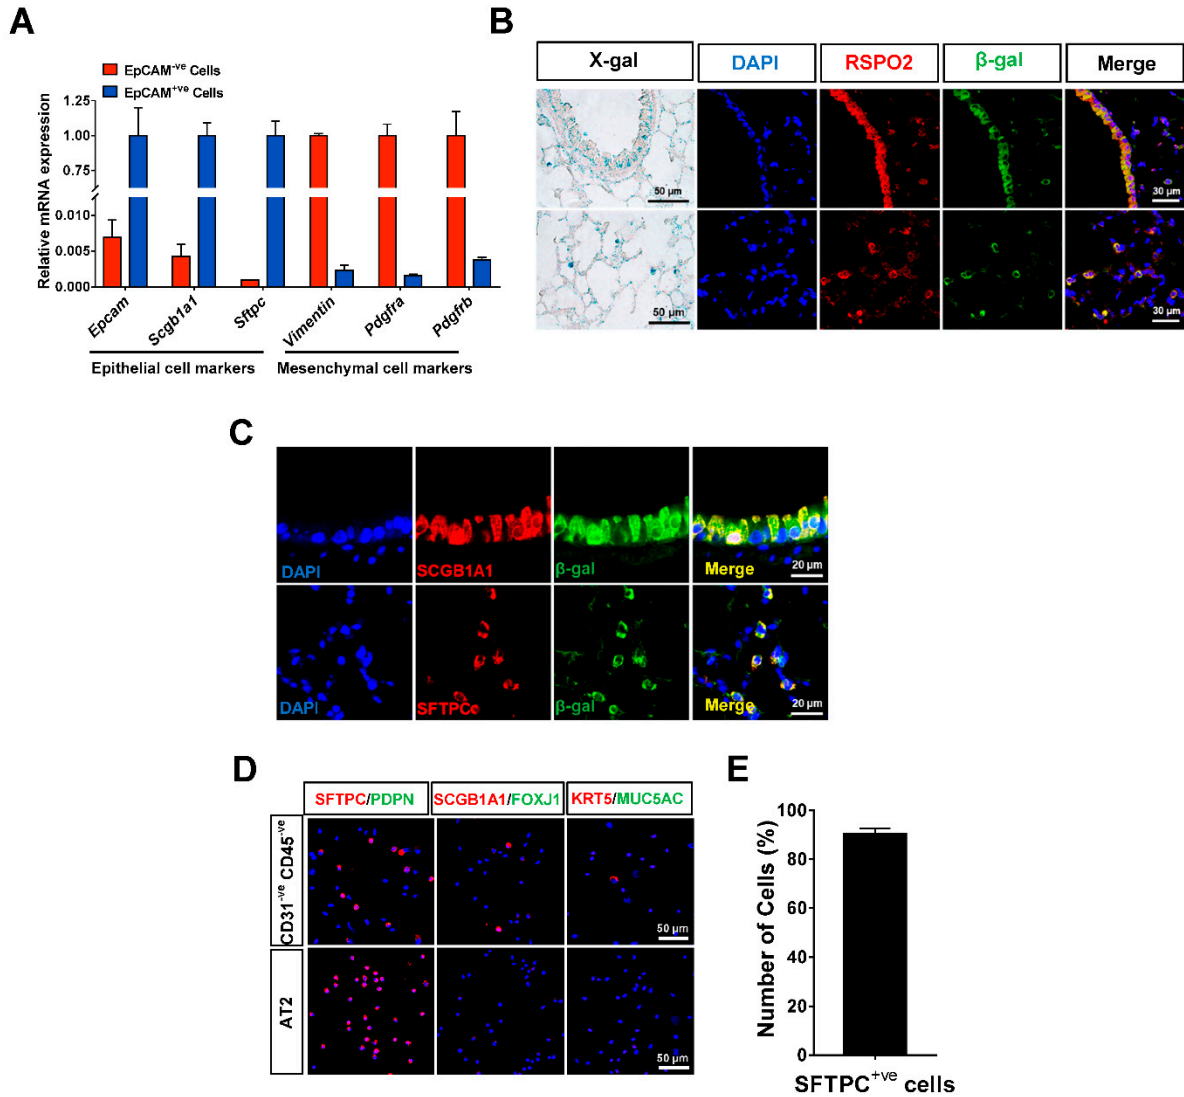 A
EpCAM-ve Cells
EpCAM+ve Cells
Relative mRNA expression
1.25
1.00
0.75
0.010
0.005
0.000
Epcam
Scgb1a1
Sftpc
Vimentin
Pdgfra
Pdgfrb
Epithelial cell markers
Mesenchymal cell markers
B
X-gal
DAPI
RSPO2
β-gal
Merge
50 µm
30 µm
50 µm
30 µm
C
DAPI
SCGB1A1
β-gal
Merge
20 µm
DAPI
SFTPC
β-gal
Merge
20 µm
D
SFTPC/PDPN
SCGB1A1/FOXJ1
KRT5/MUC5AC
CD31-ve CD45-ve
50 µm
AT2
50 µm
E
Number of Cells (%)
100
80
60
40
20
0
SFTPC+ve cells